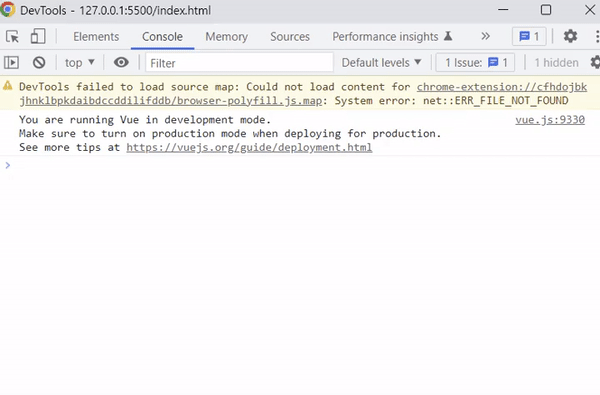 DevTools - 127.0.0.1:5500/index.html
Elements Console Memory Sources Performance insights 1
top Filter Default levels 1 Issue: 1 1 hidden
DevTools failed to load source map: Could not load content for chrome-extension://cfhdojbk
jhnklbpkdaibdccddilifddb/browser-polyfill.js.map: System error: net::ERR_FILE_NOT_FOUND
You are running Vue in development mode. vue.js:9330
Make sure to turn on production mode when deploying for production.
See more tips at https://vuejs.org/guide/deployment.html